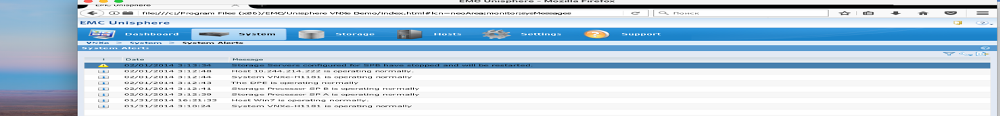 EMC Unisphere - Mozilla Firefox
EMC Unisphere
file:///c:/Program Files (x86)/EMC/Unisphere VNXe Demo/index.html#lcn=neoArea;monitor;sysMessages
Поиск
EMC Unisphere
Dashboard System Storage Hosts Settings Support
VNXe > System > System Alerts
System Alerts
! Date Message
02/01/2014 3:13:34 Storage Servers configured for SPB have stopped and will be restarted.
02/01/2014 3:12:48 Host 10.244.214.222 is operating normally.
02/01/2014 3:12:44 System VNXe-H1181 is operating normally
02/01/2014 3:12:43 The DPE is operating normally
02/01/2014 3:12:41 Storage Processor SP B is operating normally
02/01/2014 3:12:39 Storage Processor SP A is operating normally
01/31/2014 16:21:33 Host Win7 is operating normally.
01/31/2014 3:10:24 System VNXe-H1181 is operating normally